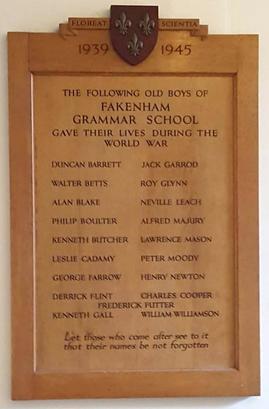 FLOREAT SCIENTIA
1939 1945
THE FOLLOWING OLD BOYS OF
FAKENHAM
GRAMMAR SCHOOL
GAVE THEIR LIVES DURING THE
WORLD WAR
DUNCAN BARRETT JACK GARROD
WALTER BETTS ROY GLYNN
ALAN BLAKE NEVILLE LEACH
PHILIP BOULTER ALFRED MAJURY
KENNETH BUTCHER LAWRENCE MASON
LESLIE CADAMY PETER MOODY
GEORGE FARROW HENRY NEWTON
DERRICK FLINT CHARLES COOPER
FREDERICK FUTTER
KENNETH GALL WILLIAM WILLIAMSON
Let those who come after see to it
that their names be not forgotten